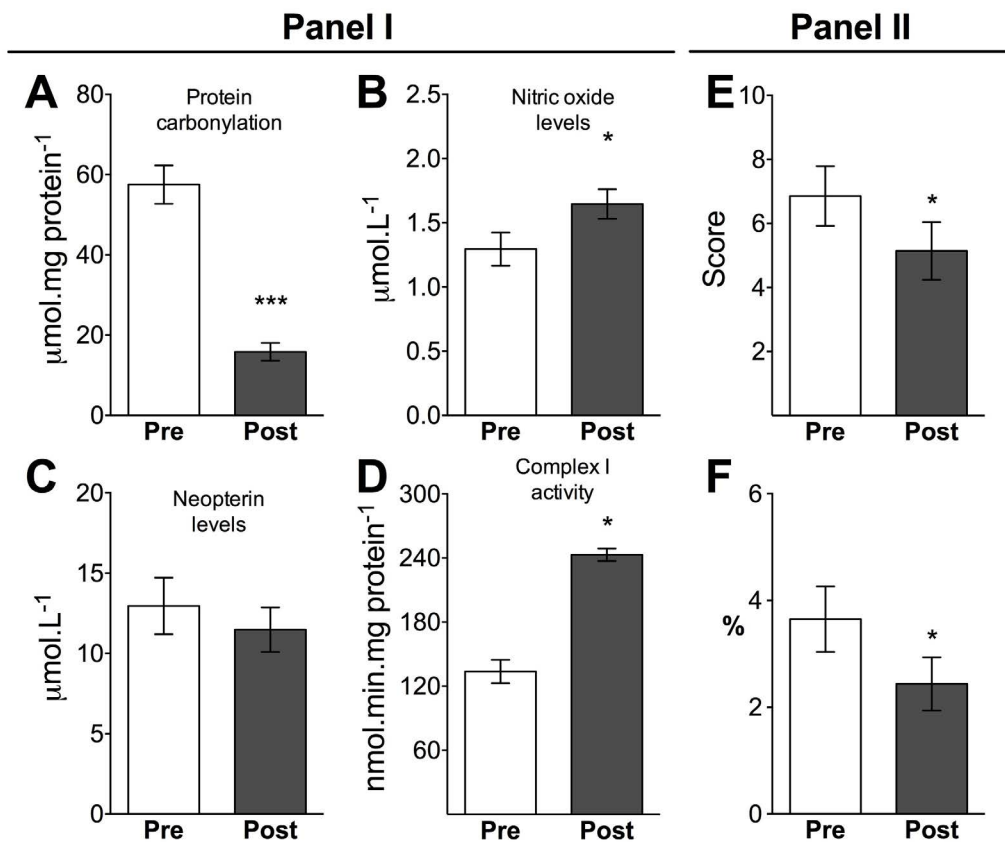 Panel I
Panel II
A
Protein
carbonylation
µmol.mg protein⁻¹
80
60
40
20
0
***
Pre
Post
B
Nitric oxide
levels
µmol.L⁻¹
2.5
2.0
1.5
1.0
0.5
0.0
*
Pre
Post
E
Score
10
8
6
4
2
*
Pre
Post
C
Neopterin
levels
µmol.L⁻¹
20
15
10
5
0
Pre
Post
D
Complex I
activity
nmol.min.mg protein⁻¹
300
240
180
120
60
*
Pre
Post
F
%
6
4
2
0
*
Pre
Post